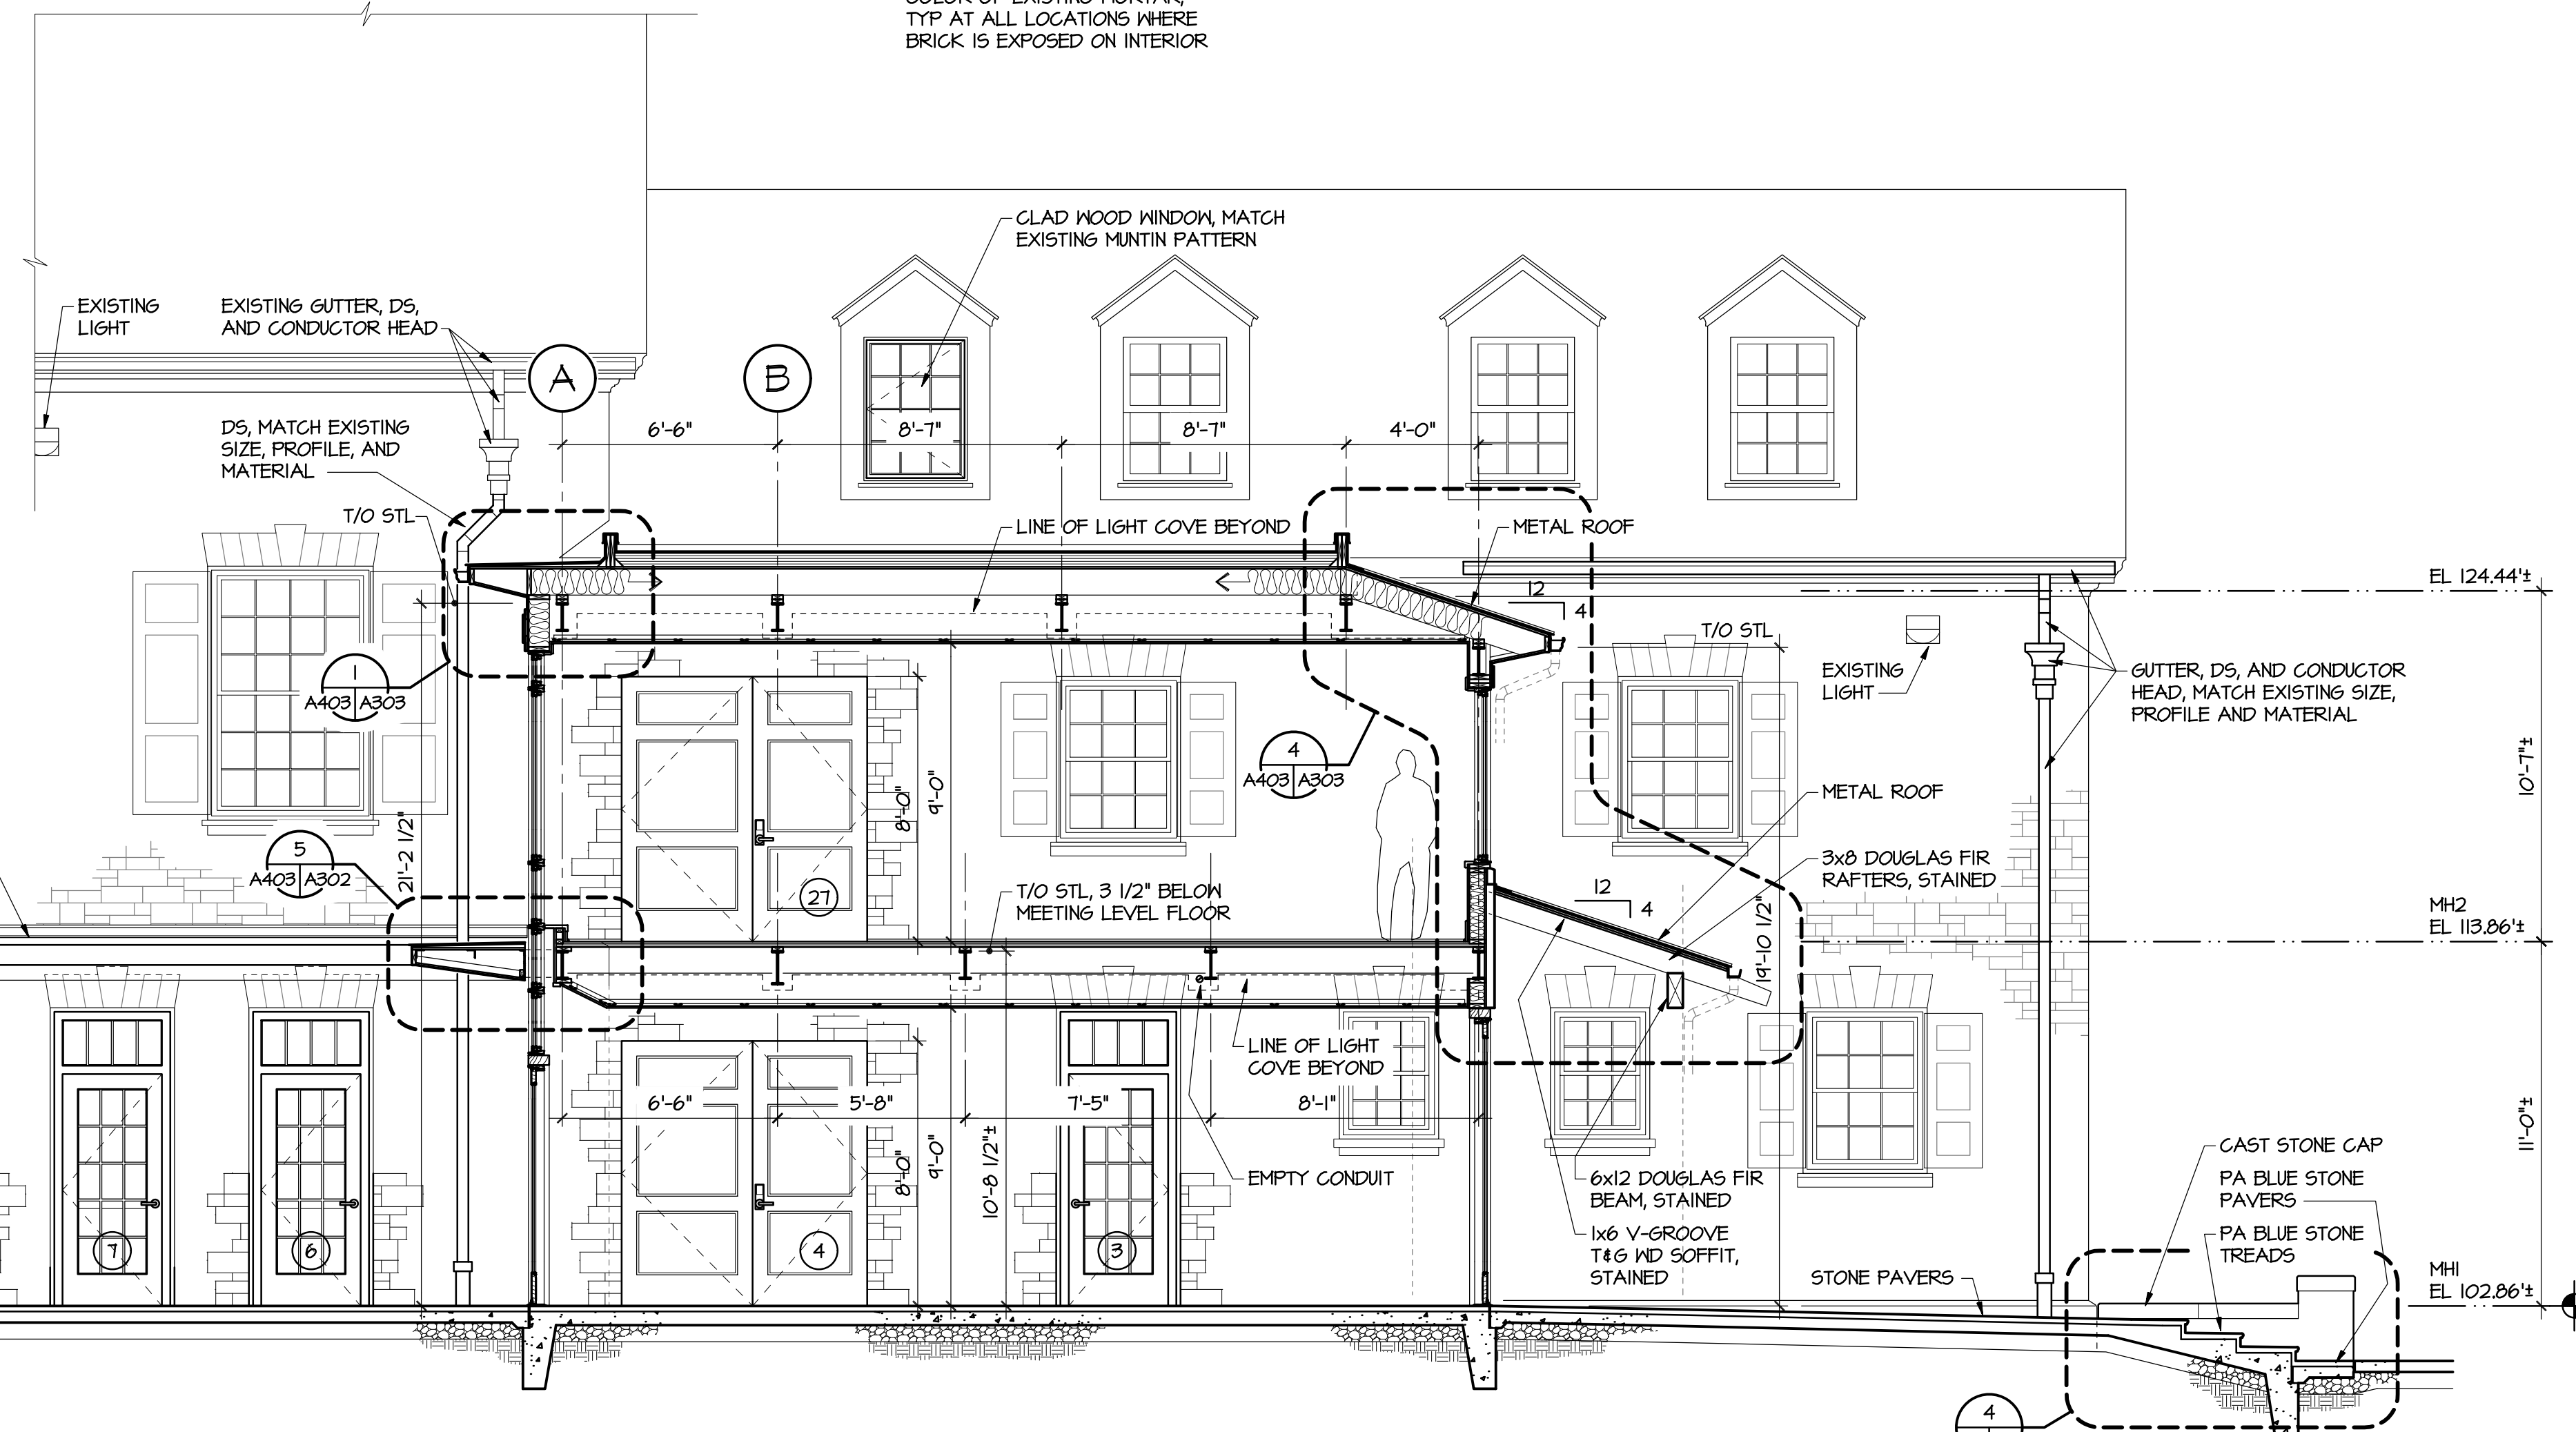 TYP AT ALL LOCATIONS WHERE
BRICK IS EXPOSED ON INTERIOR
CLAD WOOD WINDOW, MATCH
EXISTING MUNTIN PATTERN
EXISTING
LIGHT
EXISTING GUTTER, DS,
AND CONDUCTOR HEAD
A
B
DS, MATCH EXISTING
SIZE, PROFILE, AND
MATERIAL
6'-6"
8'-7"
8'-7"
4'-0"
T/O STL
LINE OF LIGHT COVE BEYOND
METAL ROOF
12
4
EL 124.44'±
T/O STL
EXISTING
LIGHT
GUTTER, DS, AND CONDUCTOR
HEAD, MATCH EXISTING SIZE,
PROFILE AND MATERIAL
1
A403 A303
4
A403 A303
10'-7"±
8'-0"
9'-0"
METAL ROOF
21'-2 1/2"
5
A403 A302
3x8 DOUGLAS FIR
RAFTERS, STAINED
27
T/O STL, 3 1/2" BELOW
MEETING LEVEL FLOOR
12
4
19'-10 1/2"
MH2
EL 113.86'±
LINE OF LIGHT
COVE BEYOND
6'-6"
5'-8"
7'-5"
8'-1"
11'-0"±
8'-0"
9'-0"
10'-8 1/2"±
EMPTY CONDUIT
6x12 DOUGLAS FIR
BEAM, STAINED
1x6 V-GROOVE
T&G WD SOFFIT,
STAINED
CAST STONE CAP
PA BLUE STONE
PAVERS
PA BLUE STONE
TREADS
7
6
4
3
STONE PAVERS
MH1
EL 102.86'±
4